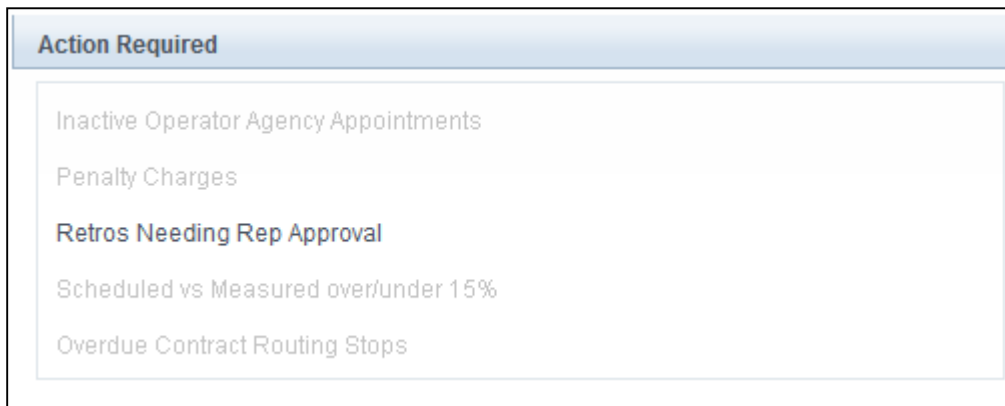 Action Required
Inactive Operator Agency Appointments
Penalty Charges
Retros Needing Rep Approval
Scheduled vs Measured over/under 15%
Overdue Contract Routing Stops